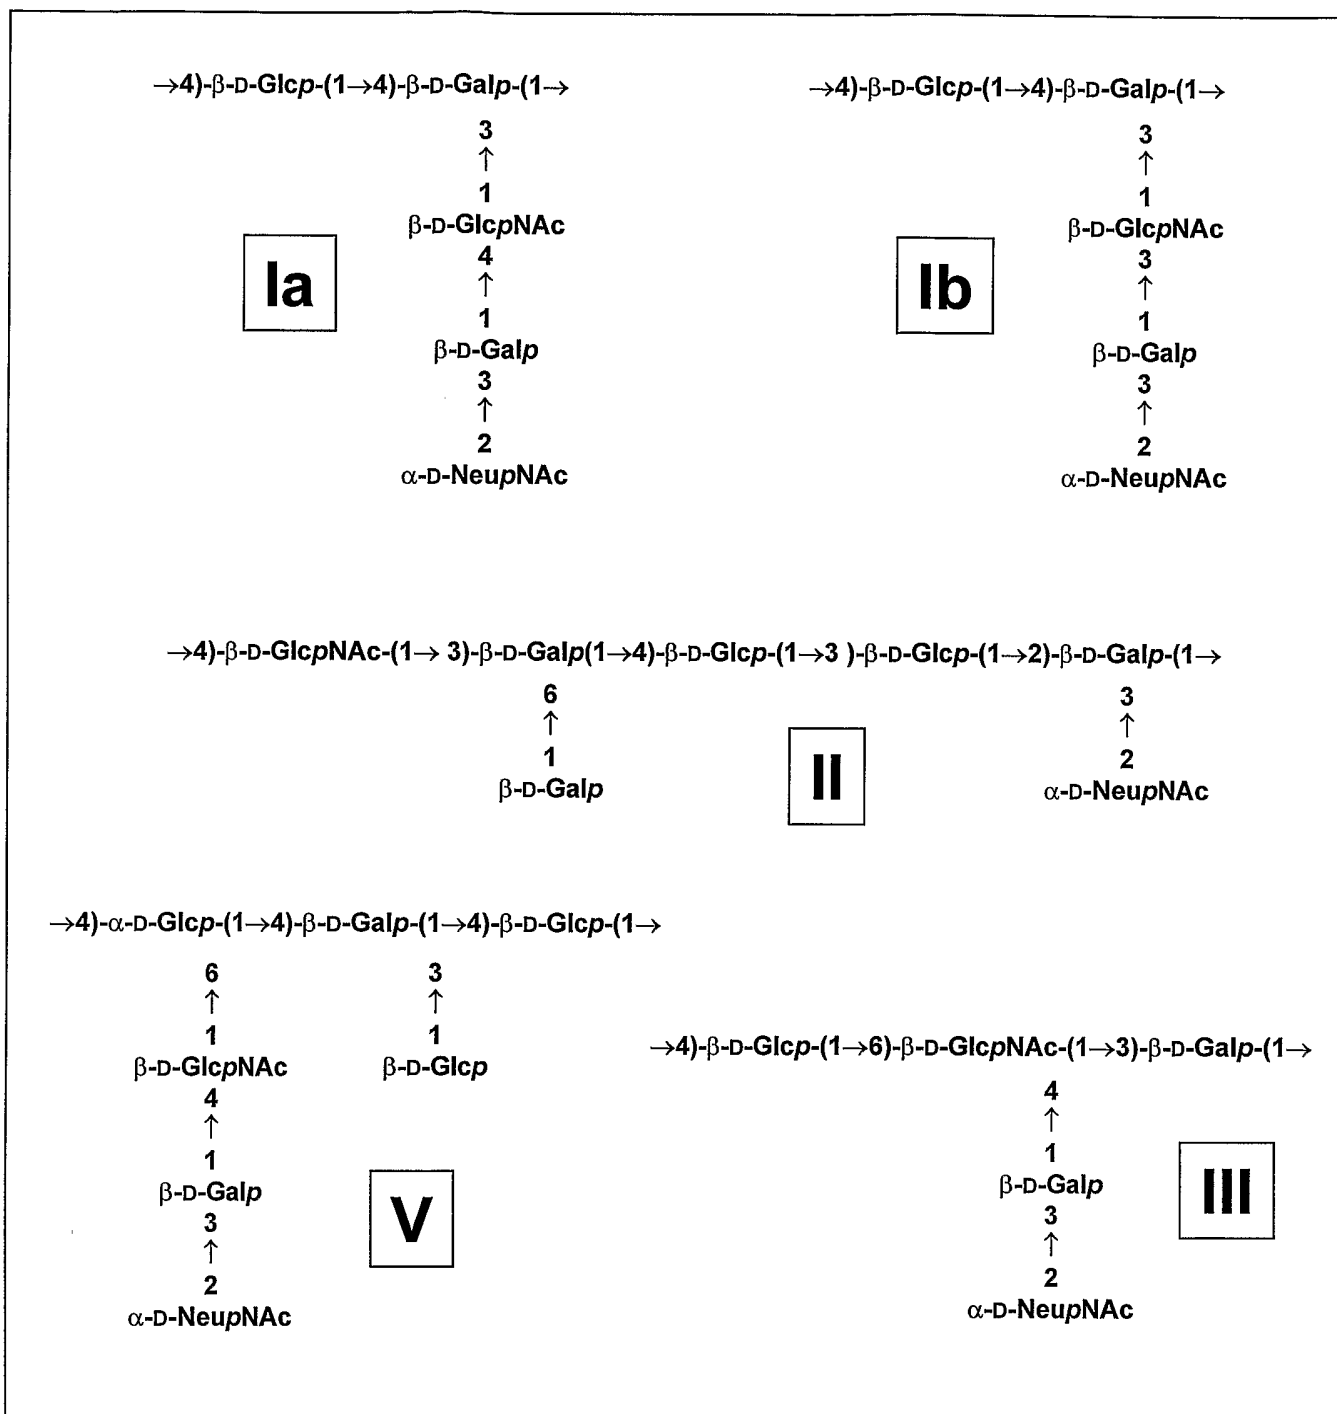 →4)-β-D-Glcp-(1→4)-β-D-Galp-(1→
3
↑
1
β-D-GlcpNAc
4
↑
1
β-D-Galp
3
↑
2
α-D-NeupNAc
Ia
→4)-β-D-Glcp-(1→4)-β-D-Galp-(1→
3
↑
1
β-D-GlcpNAc
3
↑
1
β-D-Galp
3
↑
2
α-D-NeupNAc
Ib
→4)-β-D-GlcpNAc-(1→ 3)-β-D-Galp(1→4)-β-D-Glcp-(1→3 )-β-D-Glcp-(1→2)-β-D-Galp-(1→
6 3
↑ ↑
1 2
β-D-Galp α-D-NeupNAc
II
→4)-α-D-Glcp-(1→4)-β-D-Galp-(1→4)-β-D-Glcp-(1→
6 3
↑ ↑
1 1
β-D-GlcpNAc β-D-Glcp
4
↑
1
β-D-Galp
3
↑
2
α-D-NeupNAc
V
→4)-β-D-Glcp-(1→6)-β-D-GlcpNAc-(1→3)-β-D-Galp-(1→
4
↑
1
β-D-Galp
3
↑
2
α-D-NeupNAc
III